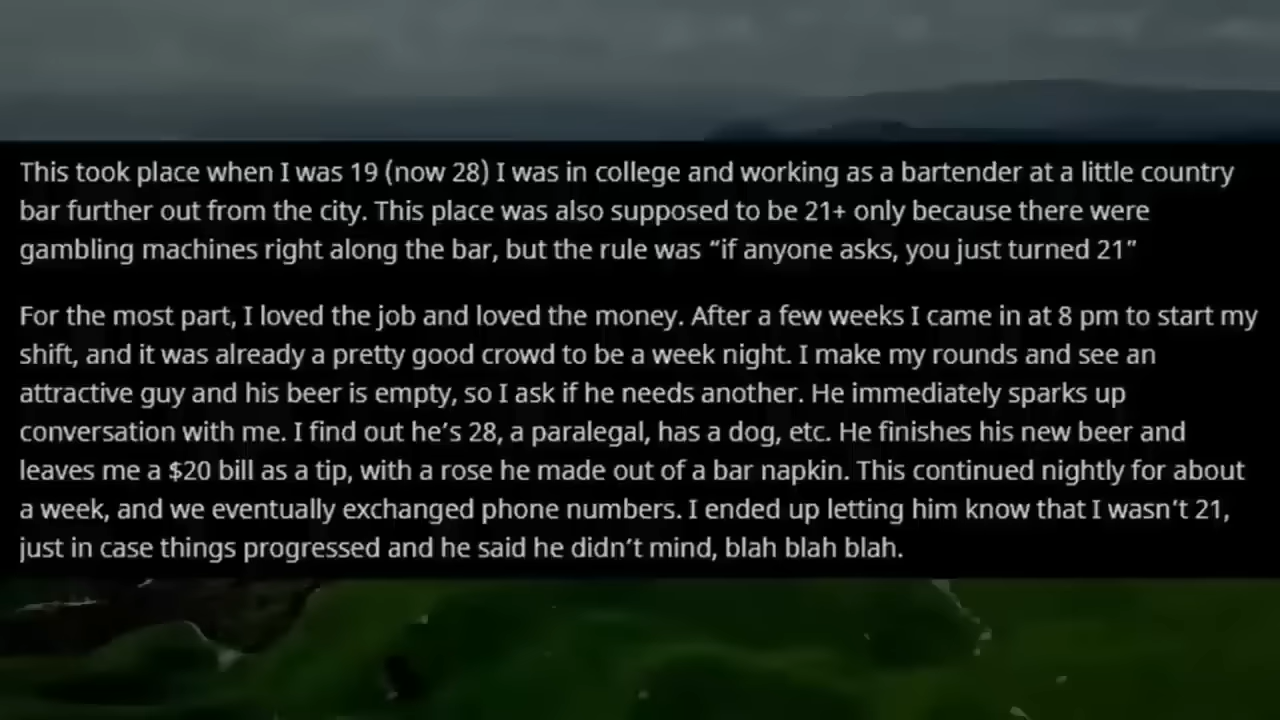 This took place when I was 19 (now 28) I was in college and working as a bartender at a little country
bar further out from the city. This place was also supposed to be 21+ only because there were
gambling machines right along the bar, but the rule was “if anyone asks, you just turned 21”
For the most part, I loved the job and loved the money. After a few weeks I came in at 8 pm to start my
shift, and it was already a pretty good crowd to be a week night. I make my rounds and see an
attractive guy and his beer is empty, so I ask if he needs another. He immediately sparks up
conversation with me. I find out he’s 28, a paralegal, has a dog, etc. He finishes his new beer and
leaves me a $20 bill as a tip, with a rose he made out of a bar napkin. This continued nightly for about
a week, and we eventually exchanged phone numbers. I ended up letting him know that I wasn’t 21,
just in case things progressed and he said he didn’t mind, blah blah blah.